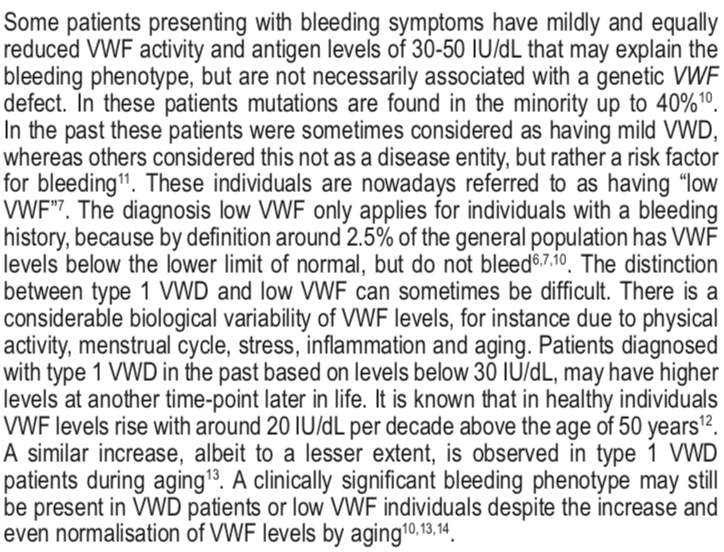 Some patients presenting with bleeding symptoms have mildly and equally
reduced VWF activity and antigen levels of 30-50 IU/dL that may explain the
bleeding phenotype, but are not necessarily associated with a genetic VWF
defect. In these patients mutations are found in the minority up to 40%¹⁰.
In the past these patients were sometimes considered as having mild VWD,
whereas others considered this not as a disease entity, but rather a risk factor
for bleeding¹¹. These individuals are nowadays referred to as having “low
VWF”⁷. The diagnosis low VWF only applies for individuals with a bleeding
history, because by definition around 2.5% of the general population has VWF
levels below the lower limit of normal, but do not bleed⁶,⁷,¹⁰. The distinction
between type 1 VWD and low VWF can sometimes be difficult. There is a
considerable biological variability of VWF levels, for instance due to physical
activity, menstrual cycle, stress, inflammation and aging. Patients diagnosed
with type 1 VWD in the past based on levels below 30 IU/dL, may have higher
levels at another time-point later in life. It is known that in healthy individuals
VWF levels rise with around 20 IU/dL per decade above the age of 50 years¹².
A similar increase, albeit to a lesser extent, is observed in type 1 VWD
patients during aging¹³. A clinically significant bleeding phenotype may still
be present in VWD patients or low VWF individuals despite the increase and
even normalisation of VWF levels by aging¹⁰,¹³,¹⁴.